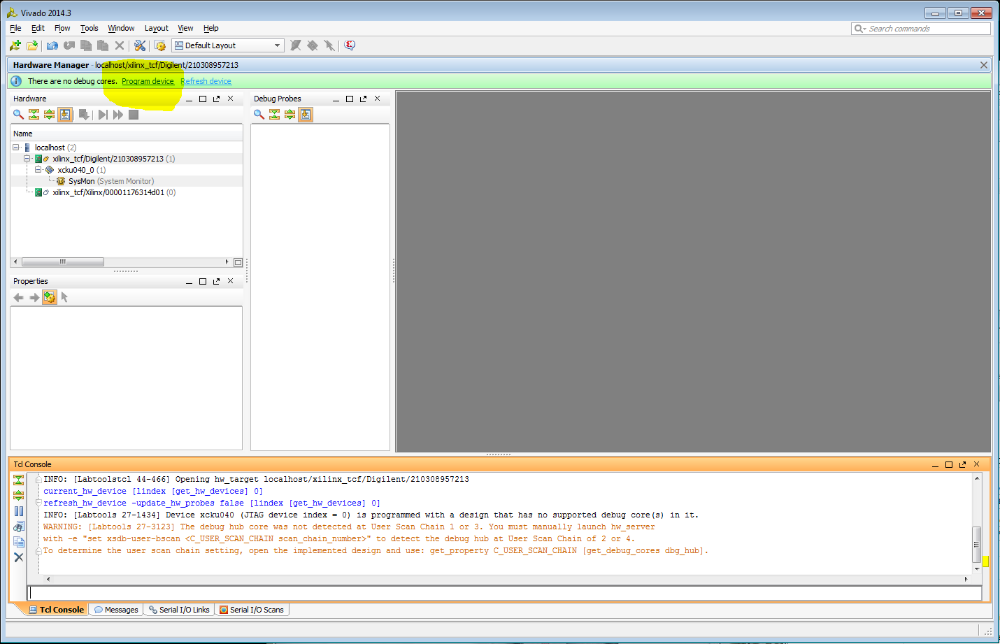 Vivado 2014.3
File Edit Flow Tools Window Layout View Help
Search commands
Default Layout
Hardware Manager - localhost/xilinx_tcf/Digilent/210308957213
There are no debug cores. Program device Refresh device
Hardware
Name
localhost (2)
xilinx_tcf/Digilent/210308957213 (1)
xcku040_0 (1)
SysMon (System Monitor)
xilinx_tcf/Xilinx/00001176314d01 (0)
Debug Probes
Properties
Tcl Console
INFO: [Labtoolstcl 44-466] Opening hw_target localhost/xilinx_tcf/Digilent/210308957213
current_hw_device [lindex [get_hw_devices] 0]
refresh_hw_device -update_hw_probes false [lindex [get_hw_devices] 0]
INFO: [Labtools 27-1434] Device xcku040 (JTAG device index = 0) is programmed with a design that has no supported debug core(s) in it.
WARNING: [Labtools 27-3123] The debug hub core was not detected at User Scan Chain 1 or 3. You must manually launch hw_server
with -e "set xsdb-user-bscan <C_USER_SCAN_CHAIN scan_chain_number>" to detect the debug hub at User Scan Chain of 2 or 4.
To determine the user scan chain setting, open the implemented design and use: get_property C_USER_SCAN_CHAIN [get_debug_cores dbg_hub].
Tcl Console Messages Serial I/O Links Serial I/O Scans